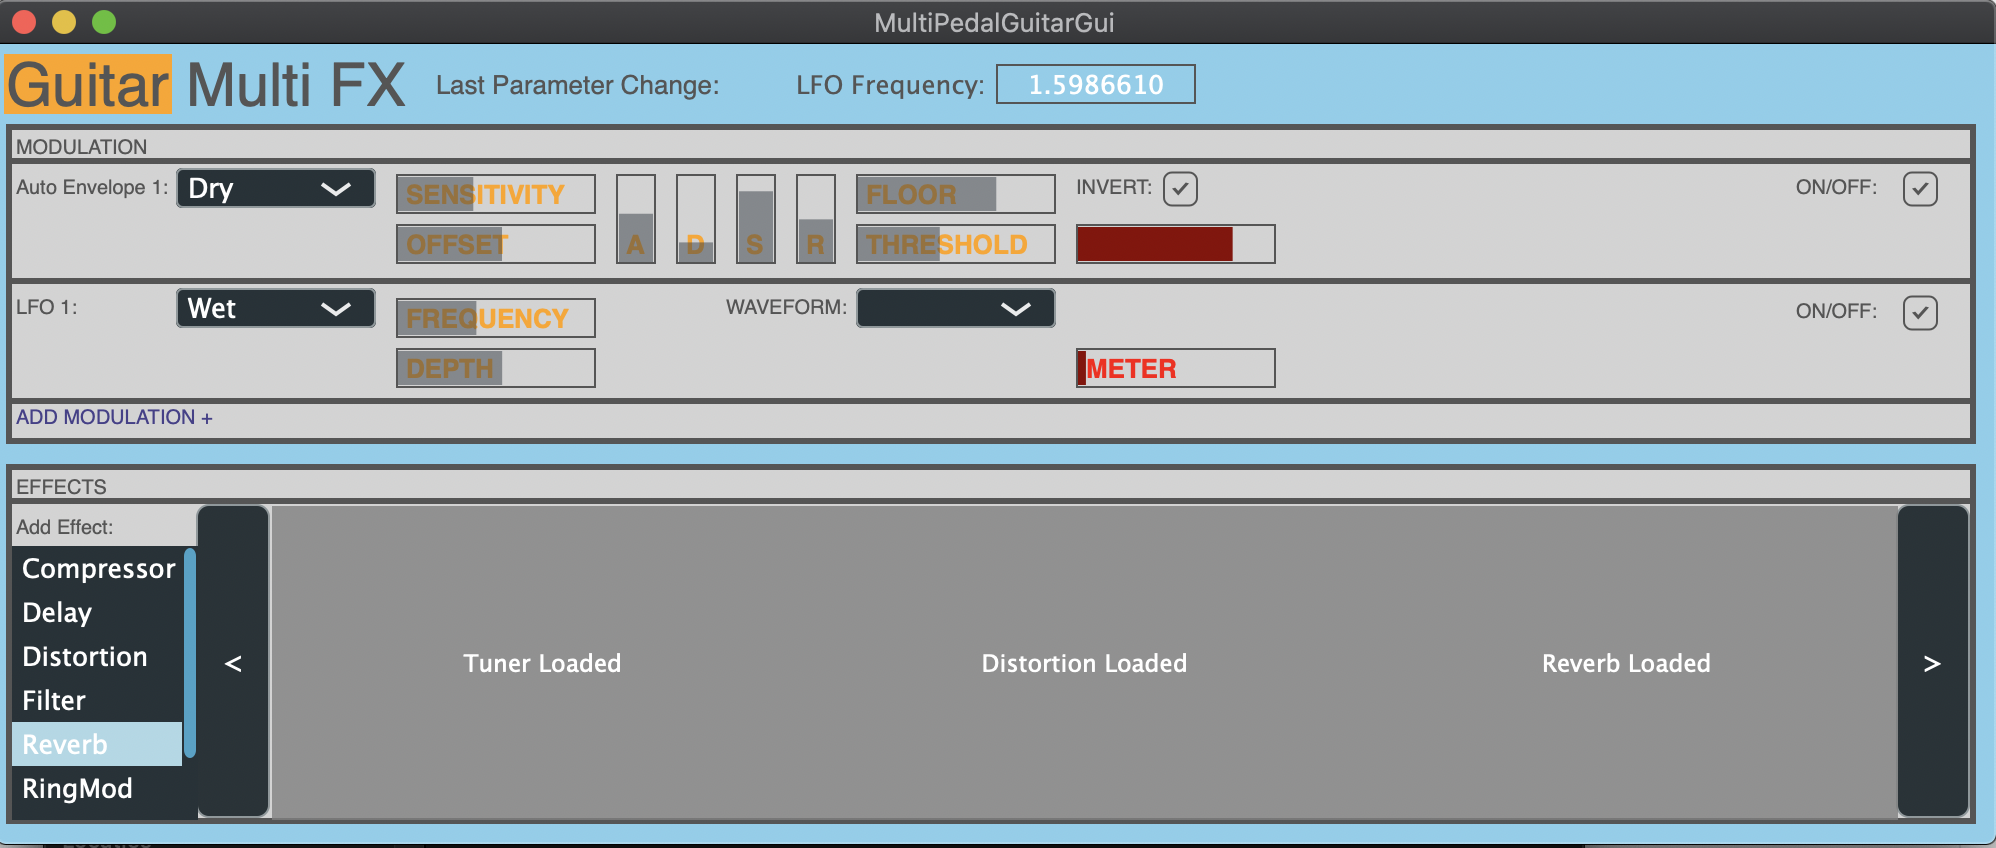 MultiPedalGuitarGui
Guitar Multi FX Last Parameter Change: LFO Frequency: 1.5986610
MODULATION
Auto Envelope 1: Dry SENSITIVITY FLOOR INVERT: ON/OFF:
OFFSET A D S R THRESHOLD
LFO 1: Wet FREQUENCY WAVEFORM: ON/OFF:
DEPTH METER
ADD MODULATION +
EFFECTS
Add Effect:
Compressor
Delay
Distortion
Filter
Reverb
RingMod
< Tuner Loaded Distortion Loaded Reverb Loaded >